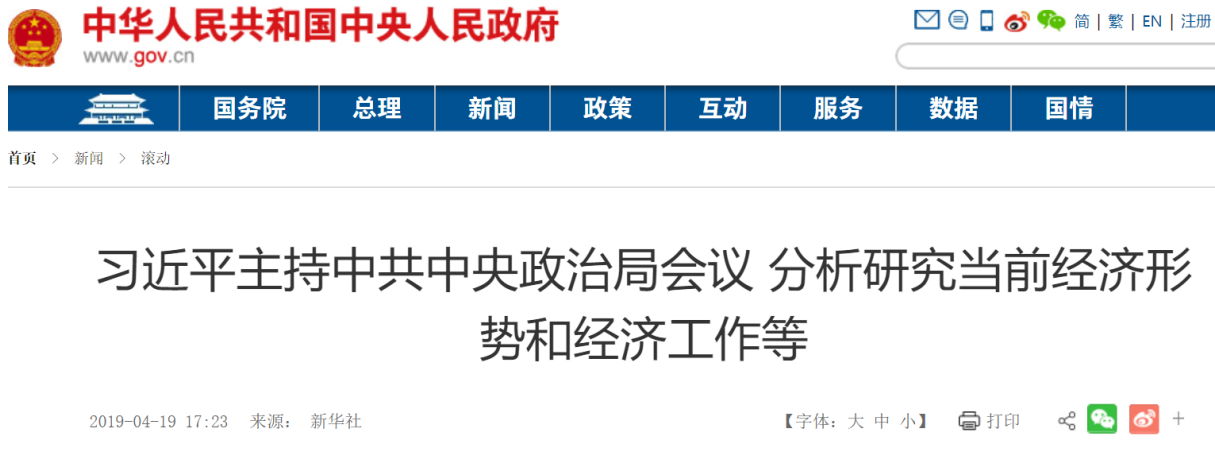 中华人民共和国中央人民政府
www.gov.cn
简 | 繁 | EN | 注册
国务院 总理 新闻 政策 互动 服务 数据 国情
首页 > 新闻 > 滚动
习近平主持中共中央政治局会议 分析研究当前经济形
势和经济工作等
2019-04-19 17:23 来源: 新华社 【字体: 大 中 小】 打印